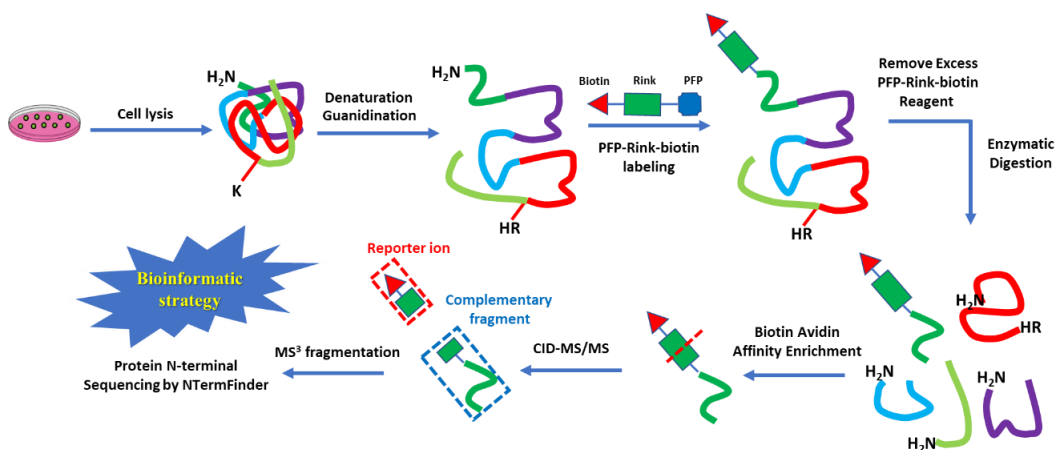 H₂N
Cell lysis
K
Denaturation
Guanidination
H₂N
HR
Biotin
Rink
PFP
PFP-Rink-biotin
labeling
HR
Remove Excess
PFP-Rink-biotin
Reagent
Enzymatic
Digestion
H₂N
HR
H₂N
H₂N
H₂N
Biotin Avidin
Affinity Enrichment
CID-MS/MS
Reporter ion
Complementary
fragment
MS³ fragmentation
Bioinformatic
strategy
Protein N-terminal
Sequencing by NTermFinder